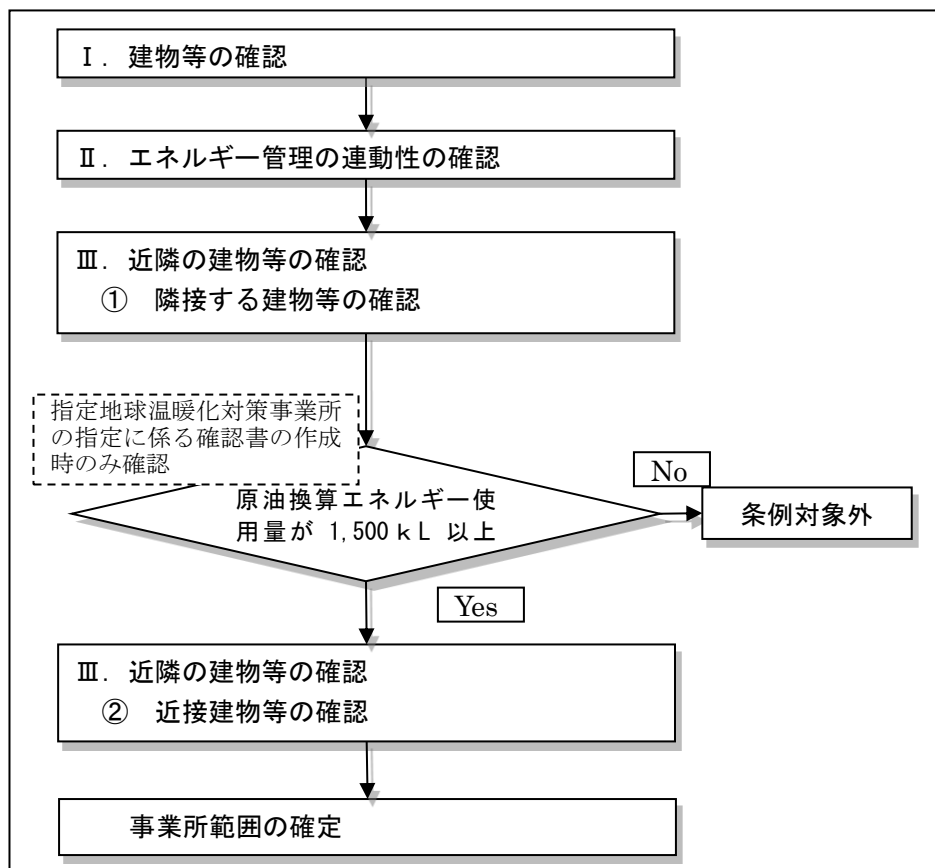 Ⅰ. 建物等の確認
Ⅱ. エネルギー管理の連動性の確認
Ⅲ. 近隣の建物等の確認
① 隣接する建物等の確認
指定地球温暖化対策事業所
の指定に係る確認書の作成
時のみ確認
原油換算エネルギー使
用量が 1,500ｋL 以上
No
条例対象外
Yes
Ⅲ. 近隣の建物等の確認
② 近接建物等の確認
事業所範囲の確定